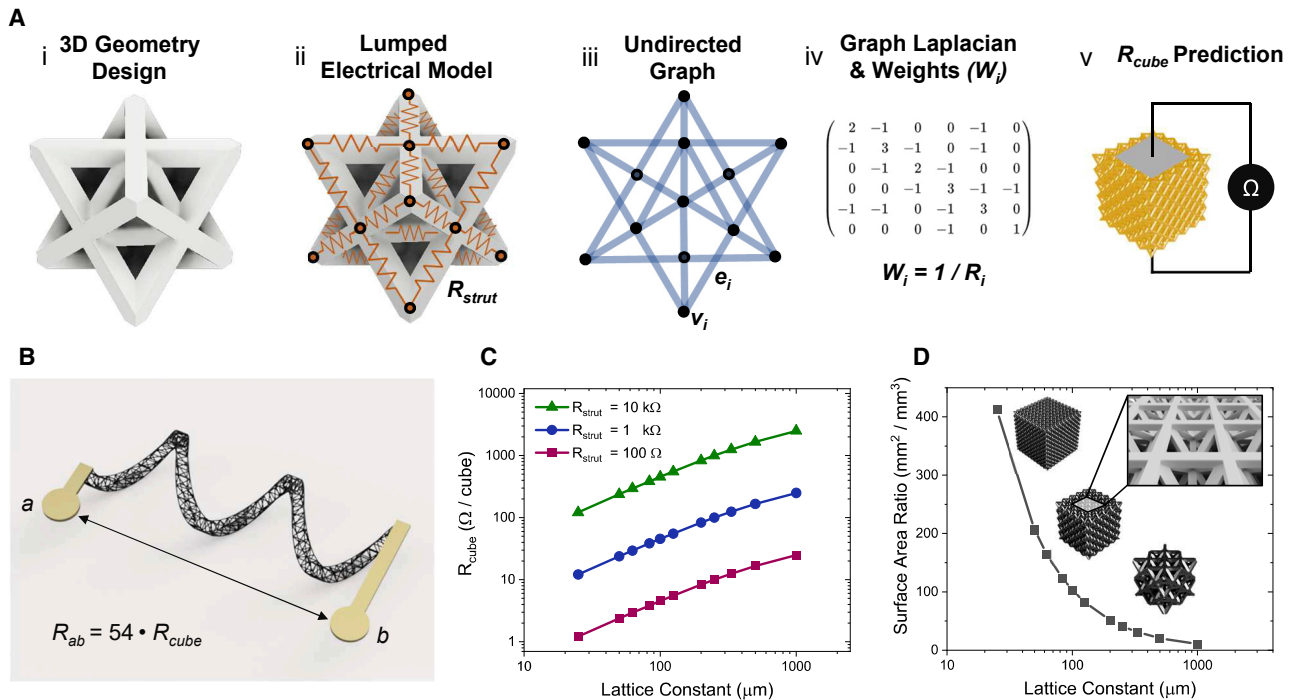 A
i
3D Geometry
Design
ii
Lumped
Electrical Model
R_strut
iii
Undirected
Graph
e_i
v_i
iv
Graph Laplacian
& Weights (W_i)
2 −1 0 0 −1 0
−1 3 −1 0 −1 0
0 −1 2 −1 0 0
0 0 −1 3 −1 −1
−1 −1 0 −1 3 0
0 0 0 −1 0 1
W_i = 1 / R_i
v
R_cube Prediction
Ω
B
a
b
R_ab = 54 • R_cube
C
R_cube (Ω / cube)
10000
1000
100
10
1
R_strut = 10 kΩ
R_strut = 1 kΩ
R_strut = 100 Ω
10 100 1000
Lattice Constant (μm)
D
Surface Area Ratio (mm² / mm³)
400
300
200
100
0
10 100 1000
Lattice Constant (μm)